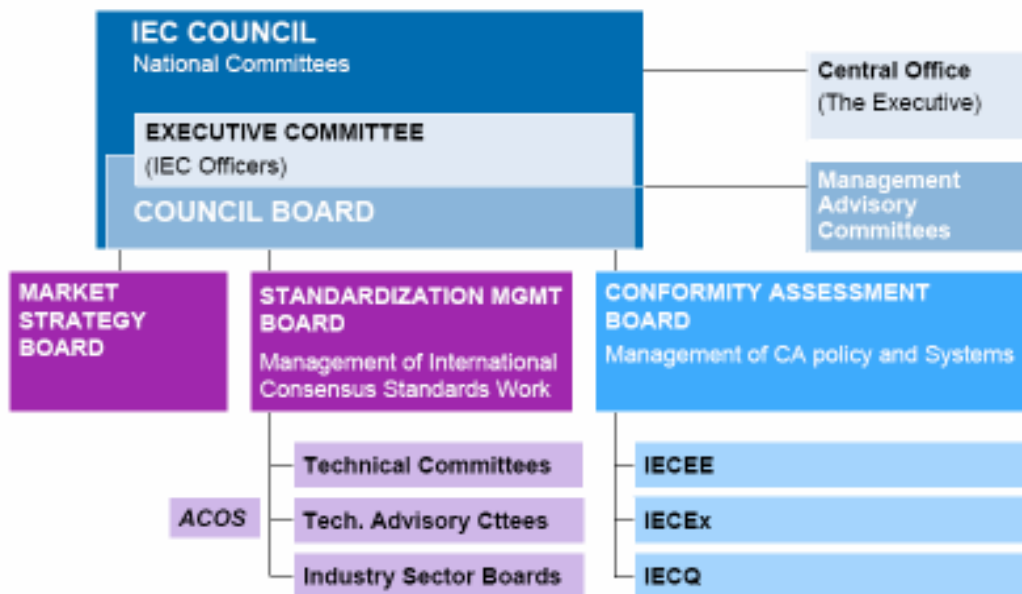 IEC COUNCIL
National Committees
Central Office
(The Executive)
EXECUTIVE COMMITTEE
(IEC Officers)
Management
Advisory
Committees
COUNCIL BOARD
MARKET
STRATEGY
BOARD
STANDARDIZATION MGMT
BOARD
Management of International
Consensus Standards Work
CONFORMITY ASSESSMENT
BOARD
Management of CA policy and Systems
Technical Committees
ACOS
Tech. Advisory Cttees
Industry Sector Boards
IECEE
IECEx
IECQ